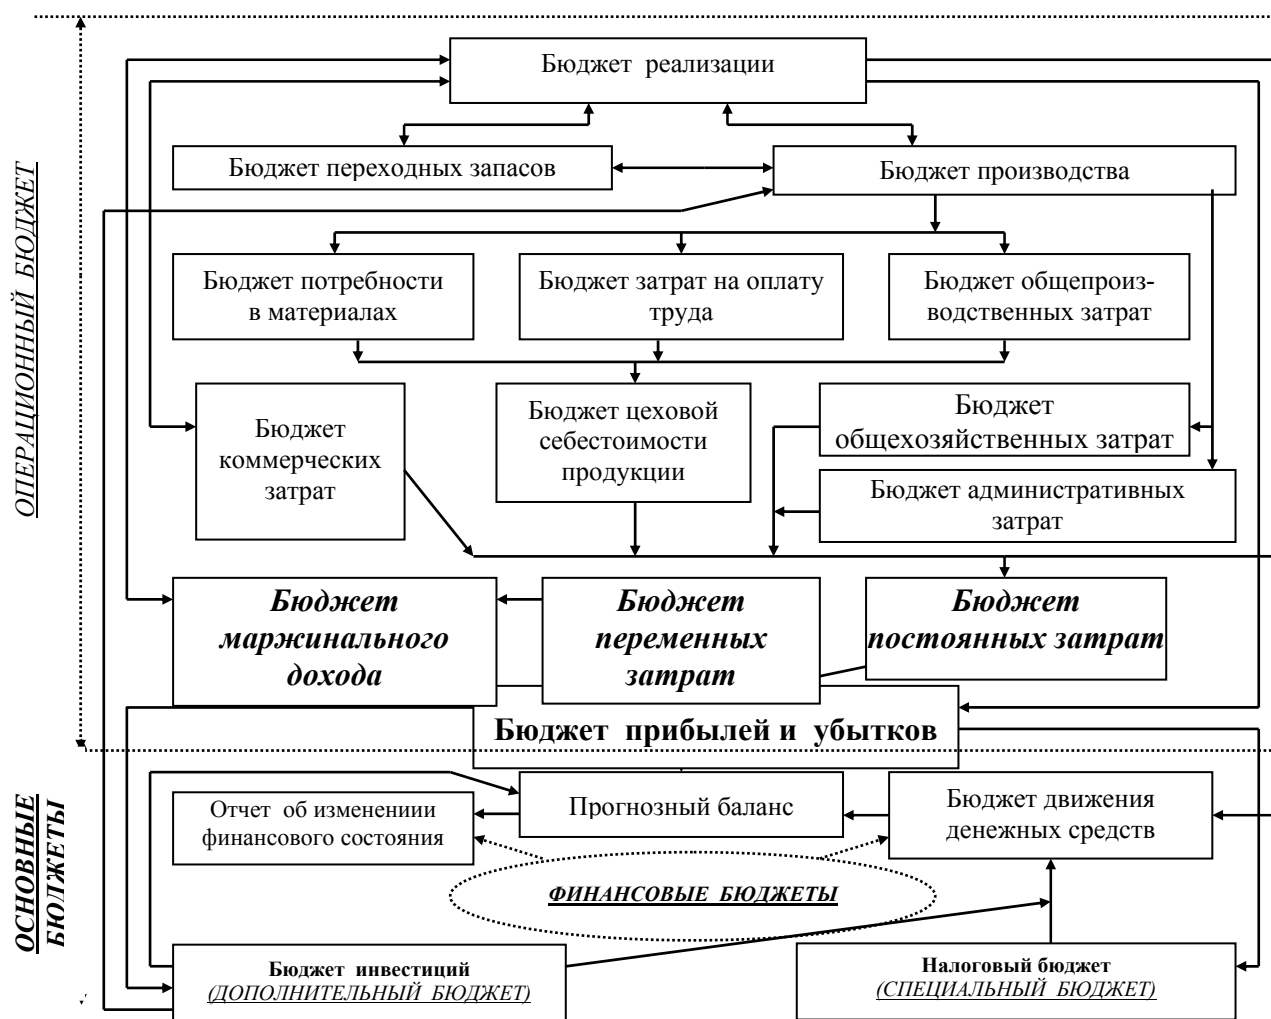 ОПЕРАЦИОННЫЙ БЮДЖЕТ
Бюджет реализации
Бюджет переходных запасов
Бюджет производства
Бюджет потребности
в материалах
Бюджет затрат на оплату
труда
Бюджет общепроиз-
водственных затрат
Бюджет
коммерческих
затрат
Бюджет цеховой
себестоимости
продукции
Бюджет
общехозяйственных затрат
Бюджет административных
затрат
Бюджет
маржинального
дохода
Бюджет
переменных
затрат
Бюджет
постоянных затрат
Бюджет прибылей и убытков
ОСНОВНЫЕ
БЮДЖЕТЫ
Отчет об изменениии
финансового состояния
Прогнозный баланс
Бюджет движения
денежных средств
ФИНАНСОВЫЕ БЮДЖЕТЫ
Бюджет инвестиций
(ДОПОЛНИТЕЛЬНЫЙ БЮДЖЕТ)
Налоговый бюджет
(СПЕЦИАЛЬНЫЙ БЮДЖЕТ)